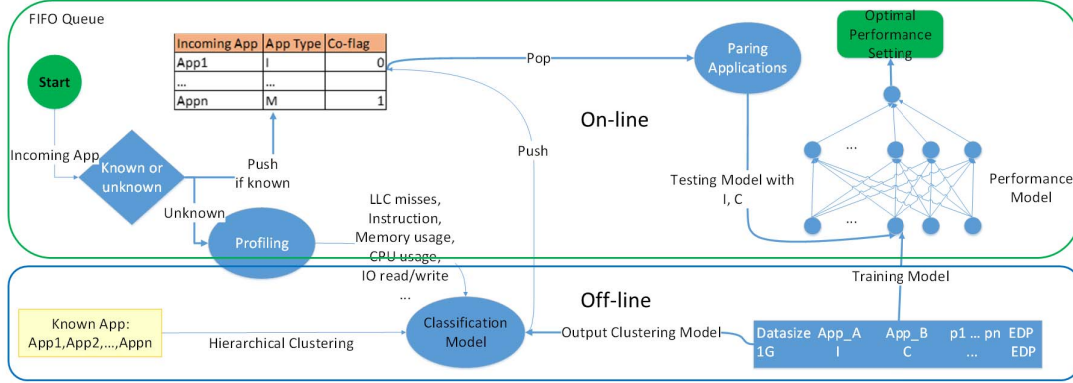 FIFO Queue
Start
Incoming App
Known or
unknown
Push
if known
Unknown
Profiling
Incoming App App Type Co-flag
App1 I 0
... ...
Appn M 1
LLC misses,
Instruction,
Memory usage,
CPU usage,
IO read/write
...
Pop
Push
Paring
Applications
On-line
Testing Model with
I, C
Optimal
Performance
Setting
...
...
Performance
Model
Training Model
Off-line
Known App:
App1,App2,...,Appn
Hierarchical Clustering
Classification
Model
Output Clustering Model
Datasize App_A App_B p1 ... pn EDP
1G I C ... EDP